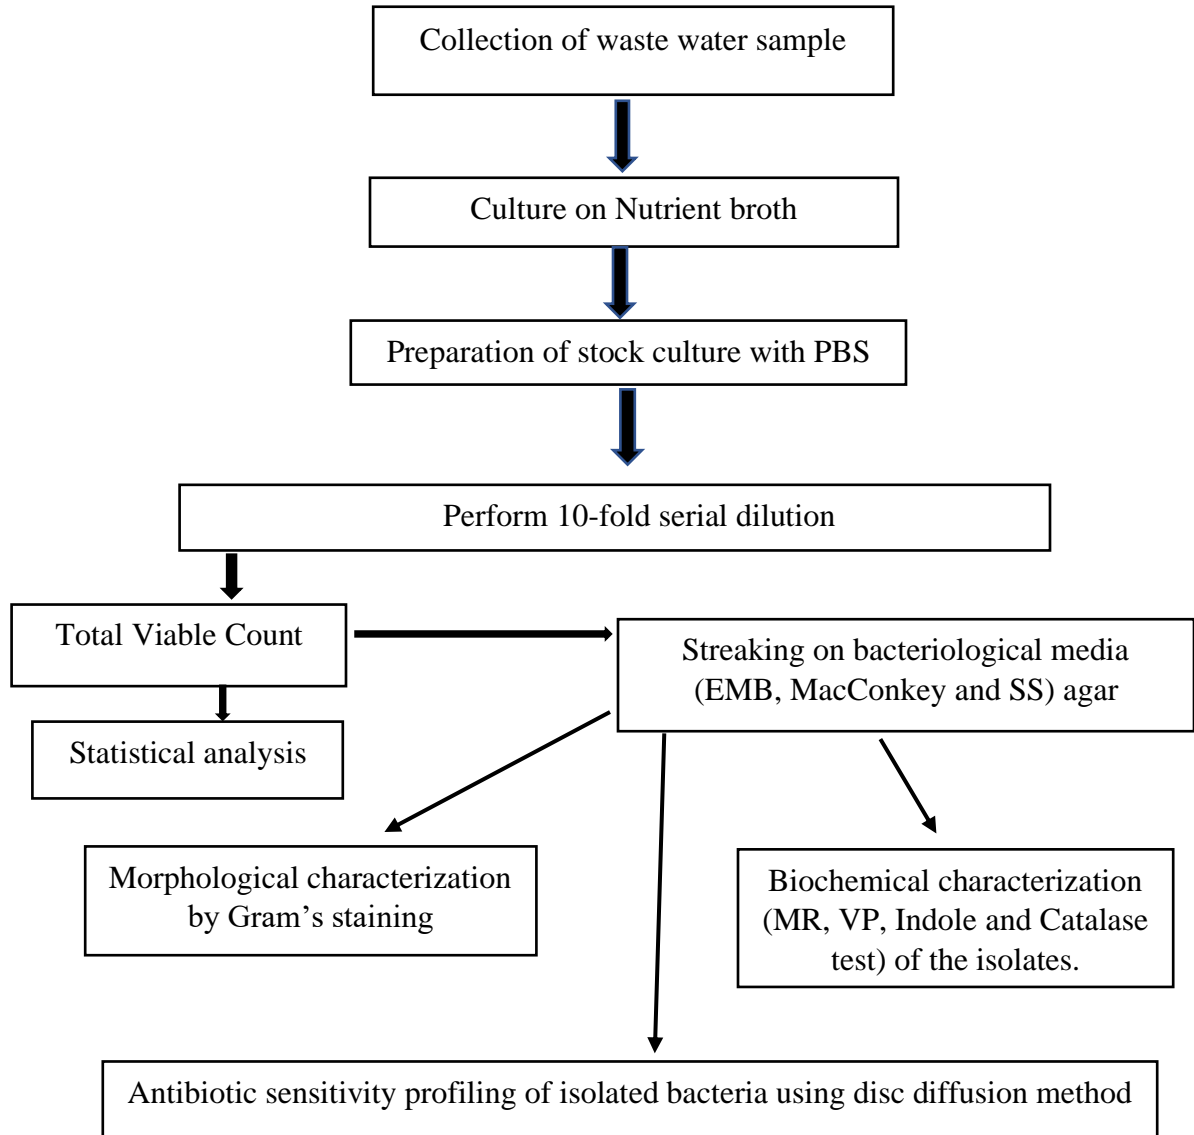 Collection of waste water sample
Culture on Nutrient broth
Preparation of stock culture with PBS
Perform 10-fold serial dilution
Total Viable Count
Streaking on bacteriological media
(EMB, MacConkey and SS) agar
Statistical analysis
Morphological characterization
by Gram’s staining
Biochemical characterization
(MR, VP, Indole and Catalase
test) of the isolates.
Antibiotic sensitivity profiling of isolated bacteria using disc diffusion method